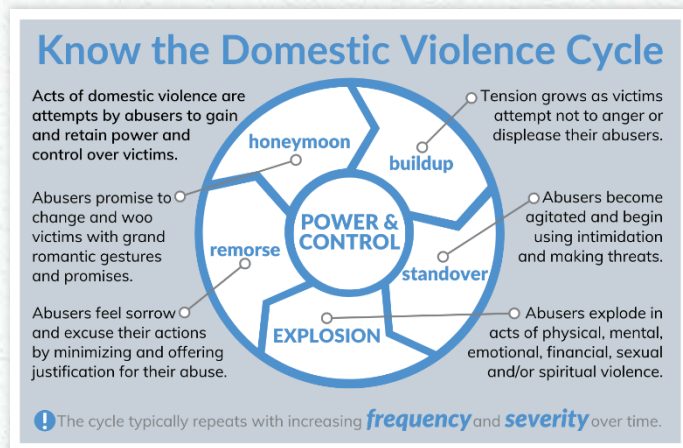 Know the Domestic Violence Cycle
Acts of domestic violence are
attempts by abusers to gain
and retain power and
control over victims.
honeymoon
buildup
Tension grows as victims
attempt not to anger or
displease their abusers.
Abusers promise to
change and woo
victims with grand
romantic gestures
and promises.
remorse
POWER &
CONTROL
standover
Abusers become
agitated and begin
using intimidation
and making threats.
Abusers feel sorrow
and excuse their actions
by minimizing and offering
justification for their abuse.
EXPLOSION
Abusers explode in
acts of physical, mental,
emotional, financial, sexual
and/or spiritual violence.
! The cycle typically repeats with increasing frequency and severity over time.